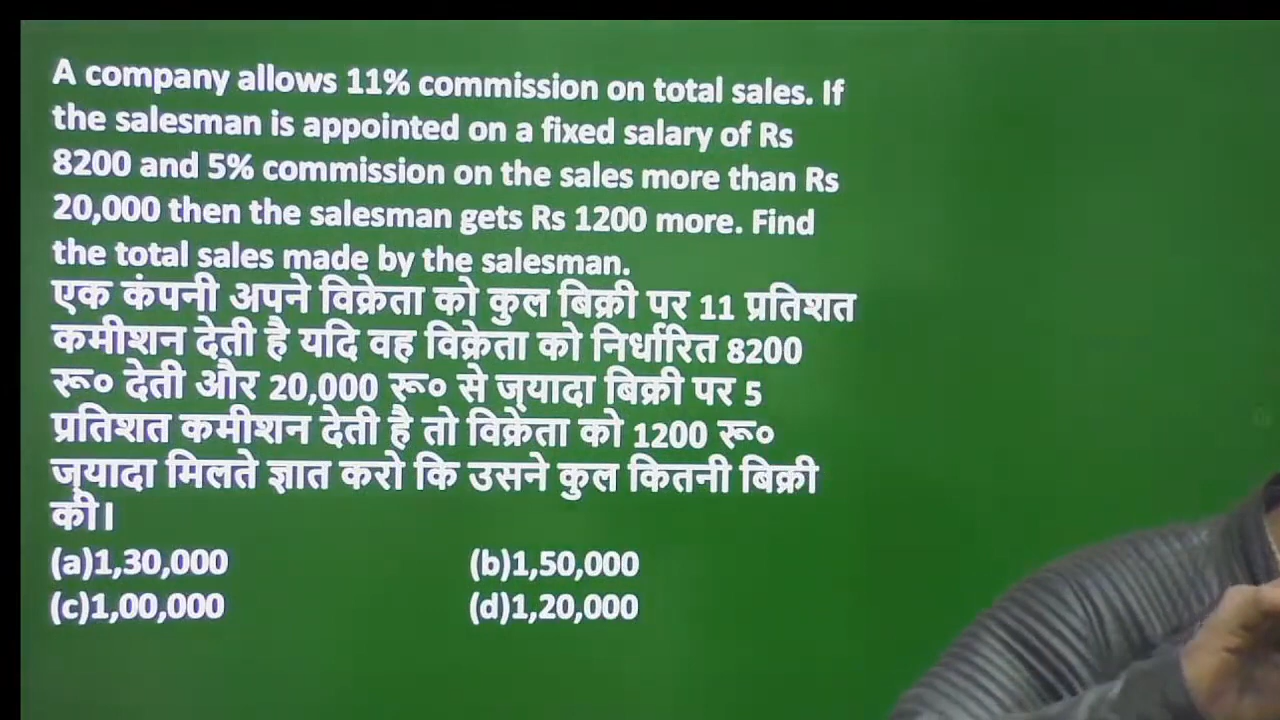 A company allows 11% commission on total sales. If
the salesman is appointed on a fixed salary of Rs
8200 and 5% commission on the sales more than Rs
20,000 then the salesman gets Rs 1200 more. Find
the total sales made by the salesman.
एक कंपनी अपने विक्रेता को कुल बिक्री पर 11 प्रतिशत
कमीशन देती है यदि वह विक्रेता को निर्धारित 8200
रू० देती और 20,000 रू० से ज्यादा बिक्री पर 5
प्रतिशत कमीशन देती है तो विक्रेता को 1200 रू०
ज्यादा मिलते ज्ञात करो कि उसने कुल कितनी बिक्री
की।
(a)1,30,000 (b)1,50,000
(c)1,00,000 (d)1,20,000